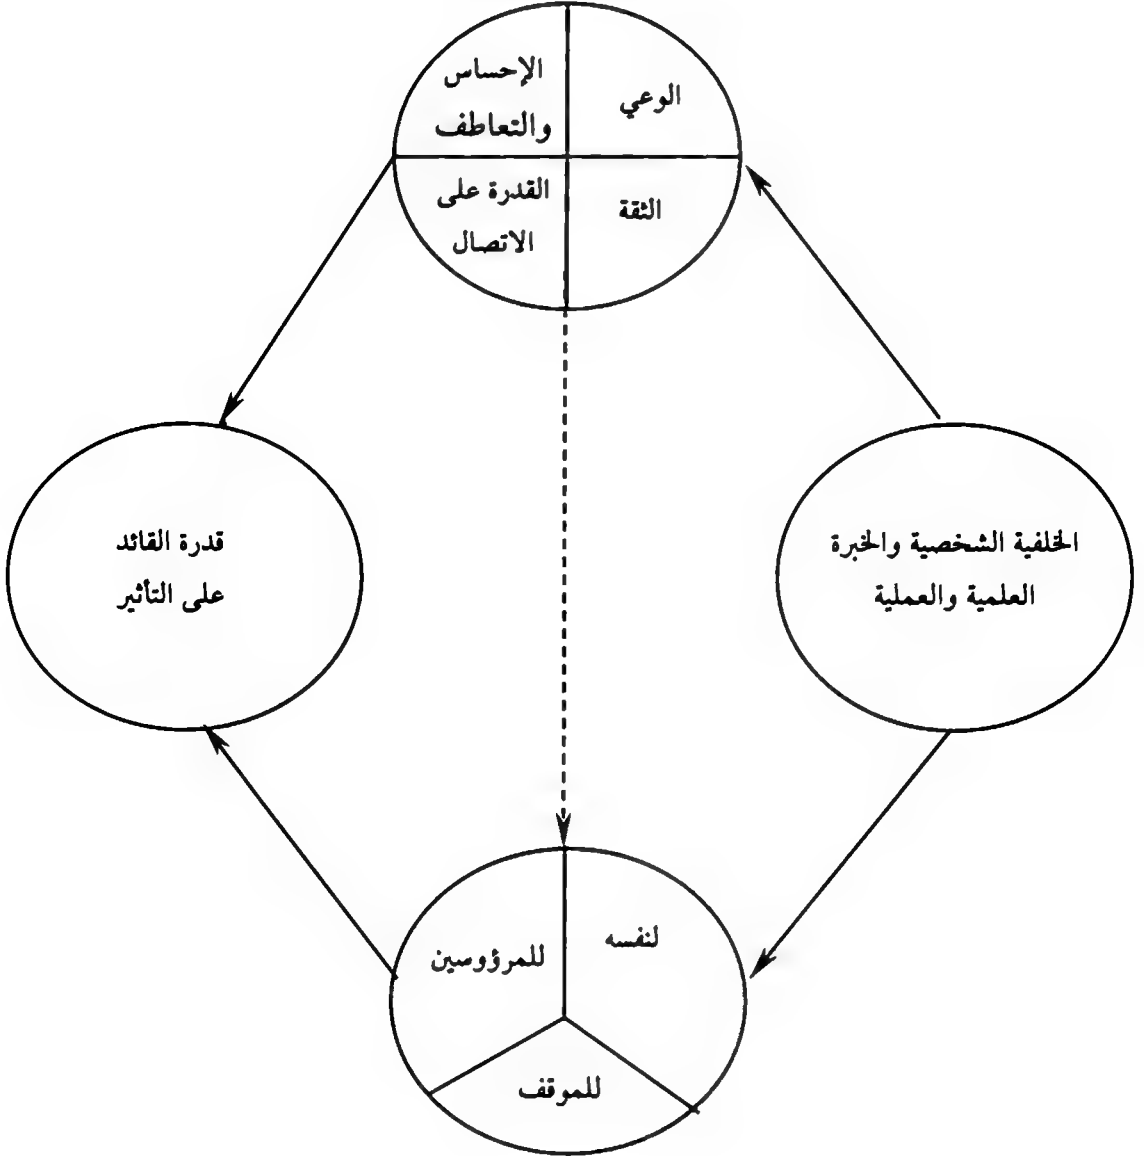 الوعي
الإحساس
والتعاطف
الثقة
القدرة على
الاتصال
الخلفية الشخصية والخبرة
العلمية والعملية
قدرة القائد
على التأثير
لنفسه
للمرؤوسين
للموقف